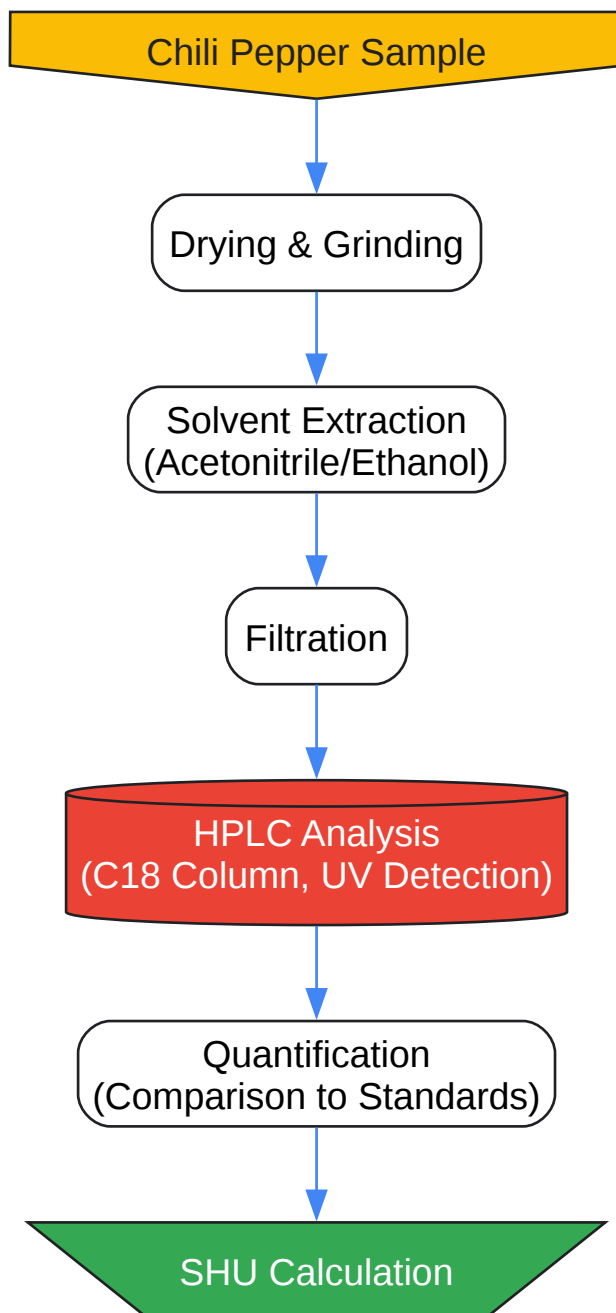 Chili Pepper Sample
Drying & Grinding
Solvent Extraction
(Acetonitrile/Ethanol)
Filtration
HPLC Analysis
(C18 Column, UV Detection)
Quantification
(Comparison to Standards)
SHU Calculation